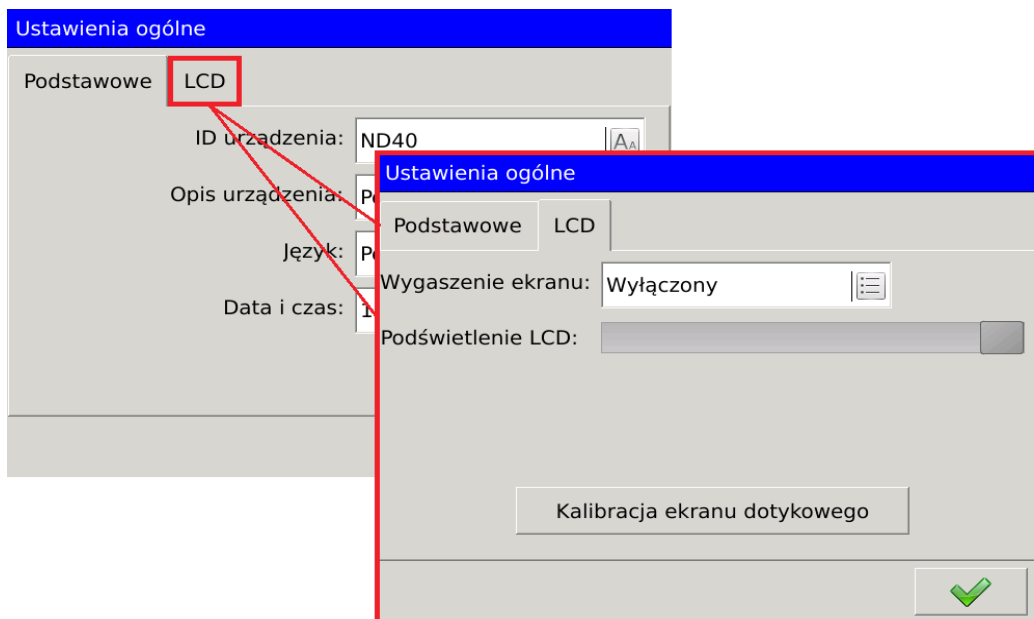 Ustawienia ogólne
Podstawowe LCD
ID urządzenia: ND40
Opis urządzenia:
Język:
Data i czas:
Ustawienia ogólne
Podstawowe LCD
Wygaszenie ekranu: Wyłączony
Podświetlenie LCD:
Kalibracja ekranu dotykowego